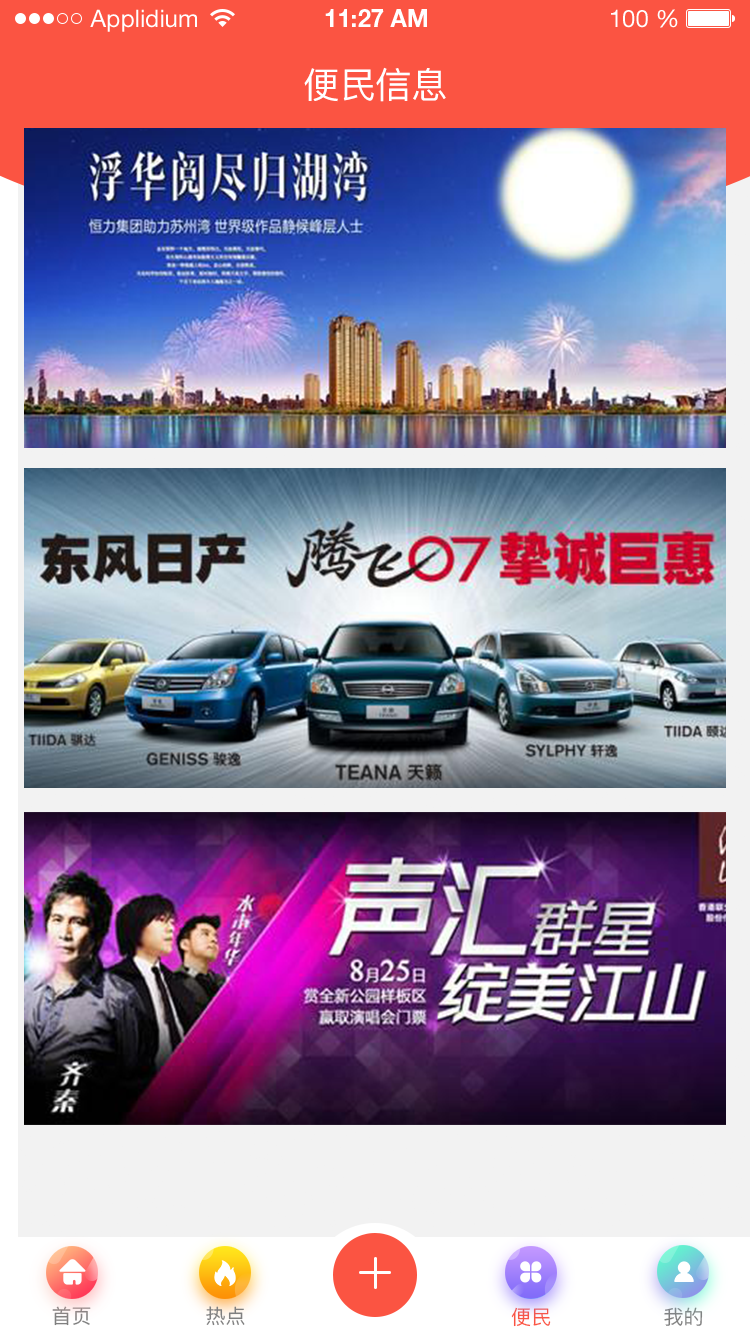 Applidium 11:27 AM 100 %
便民信息
浮华阅尽归湖湾
恒力集团助力苏州湾 世界级作品静候峰层人士
东风日产 腾飞07 挚诚巨惠
TIIDA 骐达
GENISS 骏逸
TEANA 天籁
SYLPHY 轩逸
TIIDA 颐达
声汇群星
绽美江山
8月25日
赏全新公园样板区
赢取演唱会门票
水木年华
齐秦
首页 热点 便民 我的